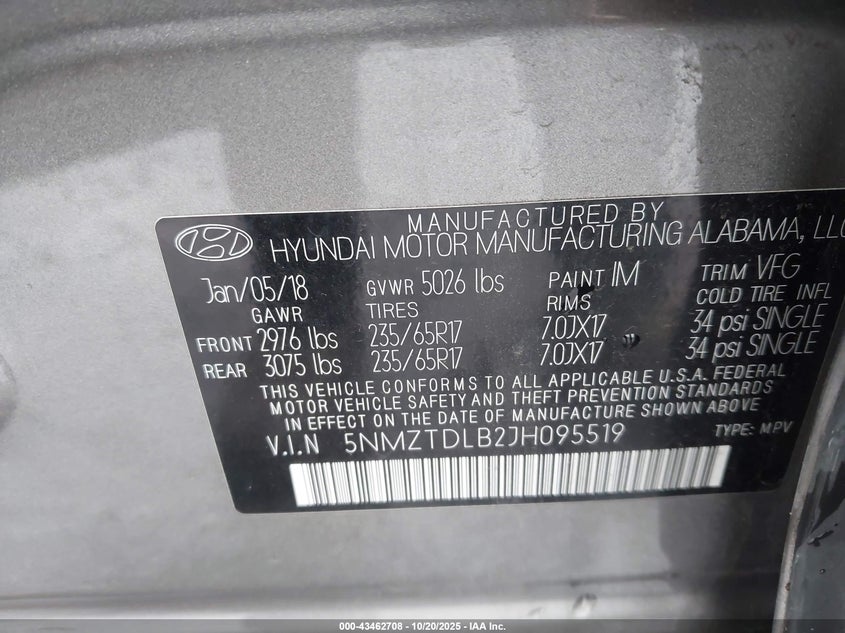 MANUFACTURED BY
HYUNDAI MOTOR MANUFACTURING ALABAMA, LLC
Jan/05/18 GVWR 5026 lbs PAINT IM TRIM VFG
GAWR TIRES RIMS COLD TIRE INFL
FRONT 2976 lbs 235/65R17 7.0JX17 34 psi SINGLE
REAR 3075 lbs 235/65R17 7.0JX17 34 psi SINGLE
THIS VEHICLE CONFORMS TO ALL APPLICABLE U.S.A. FEDERAL
MOTOR VEHICLE SAFETY AND THEFT PREVENTION STANDARDS
IN EFFECT ON THE DATE OF MANUFACTURE SHOWN ABOVE
V.I.N 5NMZTDLB2JH095519 TYPE: MPV
000-43462708 - 10/20/2025 - IAA Inc.